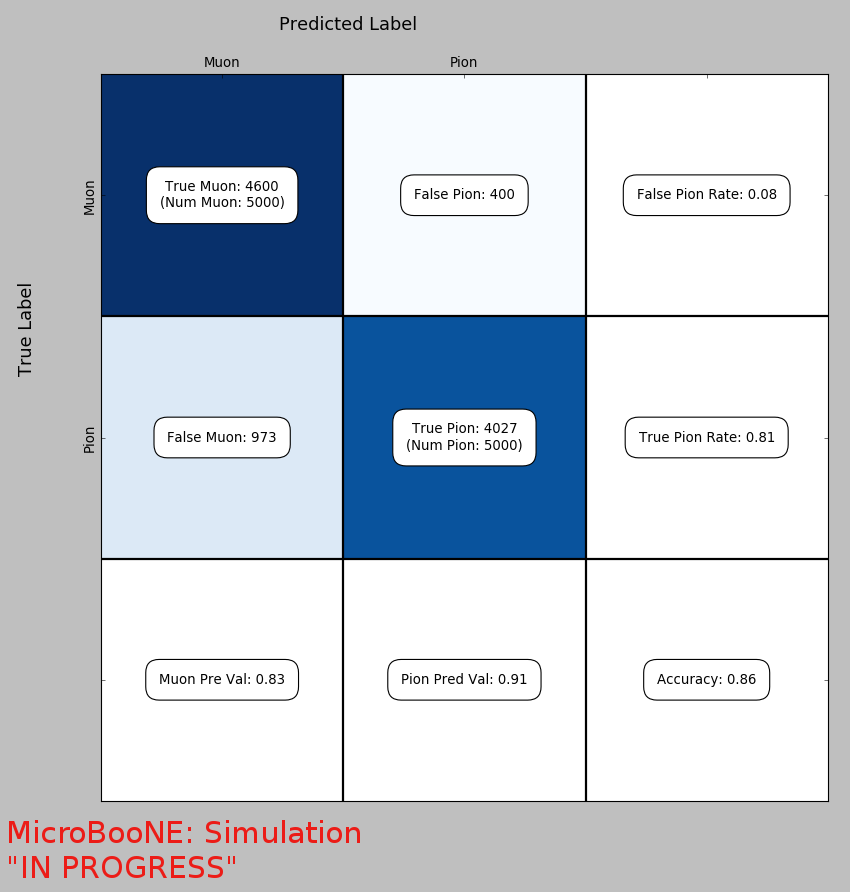 Predicted Label
Muon
Pion
True Label
Muon
True Muon: 4600
(Num Muon: 5000)
False Pion: 400
False Pion Rate: 0.08
Pion
False Muon: 973
True Pion: 4027
(Num Pion: 5000)
True Pion Rate: 0.81
Muon Pre Val: 0.83
Pion Pred Val: 0.91
Accuracy: 0.86
MicroBooNE: Simulation
"IN PROGRESS"